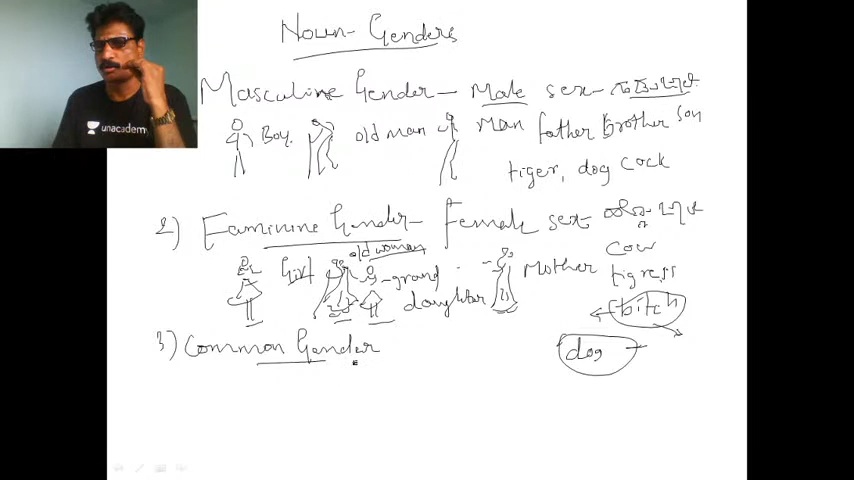 unacademy
Noun- Genders
Masculine Gender- Male sex-
Boy. old man man father brother son
tiger, dog cock
2) Faminine Gender- Female sex-
old woman cow
Girl -grand Mother tigress
daughter bitch
3) Common Gender dog